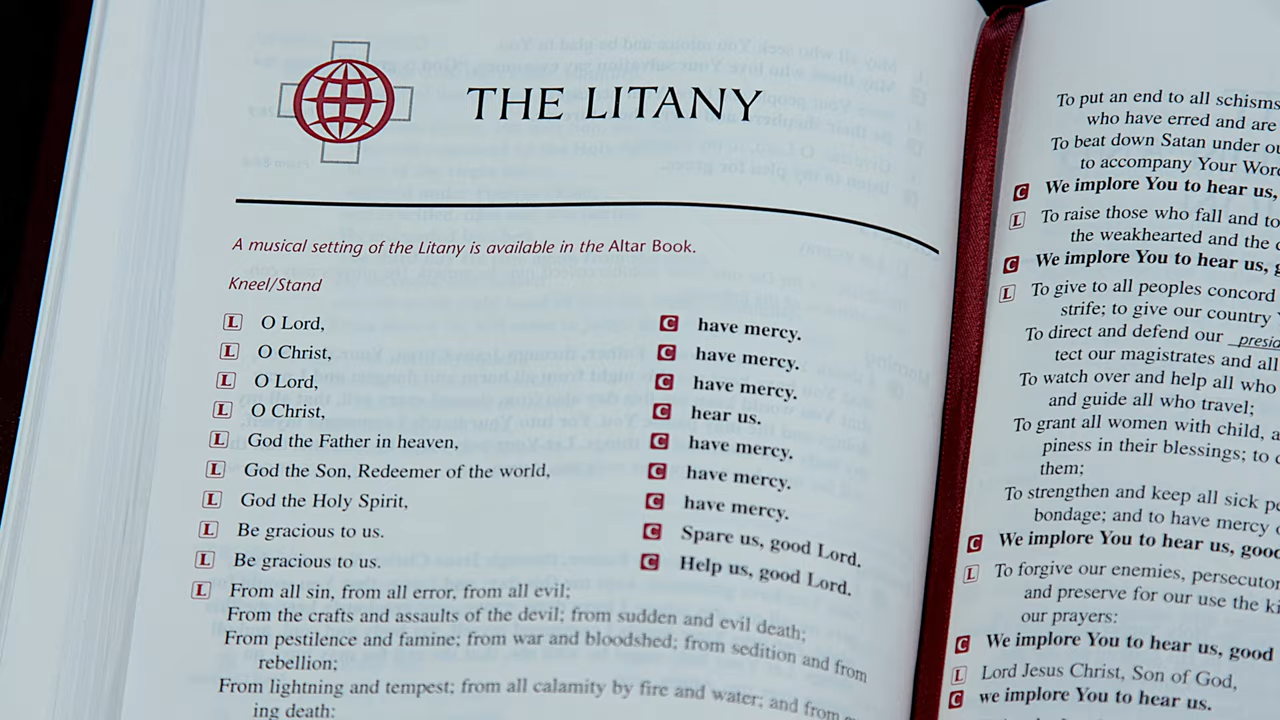 THE LITANY
A musical setting of the Litany is available in the Altar Book.
Kneel/Stand
L O Lord, C have mercy.
L O Christ, C have mercy.
L O Lord, C have mercy.
L O Christ, C hear us.
L God the Father in heaven, C have mercy.
L God the Son, Redeemer of the world, C have mercy.
L God the Holy Spirit, C have mercy.
L Be gracious to us. C Spare us, good Lord.
L Be gracious to us. C Help us, good Lord.
L From all sin, from all error, from all evil;
From the crafts and assaults of the devil; from sudden and evil death;
From pestilence and famine; from war and bloodshed; from sedition and from
rebellion:
From lightning and tempest; from all calamity by fire and water; and from
ing death:
To put an end to all schisms
who have erred and are
To beat down Satan under
to accompany Your Word
C We implore You to hear us,
L To raise those who fall and to
the weakhearted and the
C We implore You to hear us,
L To give to all peoples concord
strife; to give our country
To direct and defend our presid
tect our magistrates and all
To watch over and help all who
and guide all who travel;
To grant all women with child,
piness in their blessings; to
them;
To strengthen and keep all sick
bondage; and to have mercy
C We implore You to hear us, good
L To forgive our enemies, persecutor
and preserve for our use the
our prayers:
C We implore You to hear us, good
L Lord Jesus Christ, Son of God,
C we implore You to hear us.